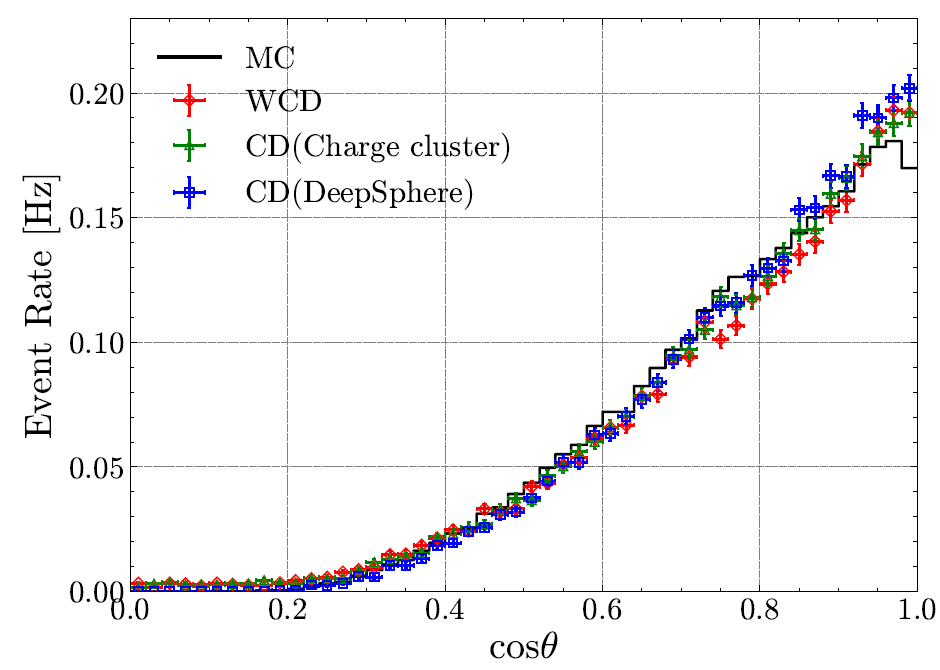 MC
WCD
CD(Charge cluster)
CD(DeepSphere)
Event Rate [Hz]
0.20
0.15
0.10
0.05
0.00
0.0 0.2 0.4 0.6 0.8 1.0
cosθ